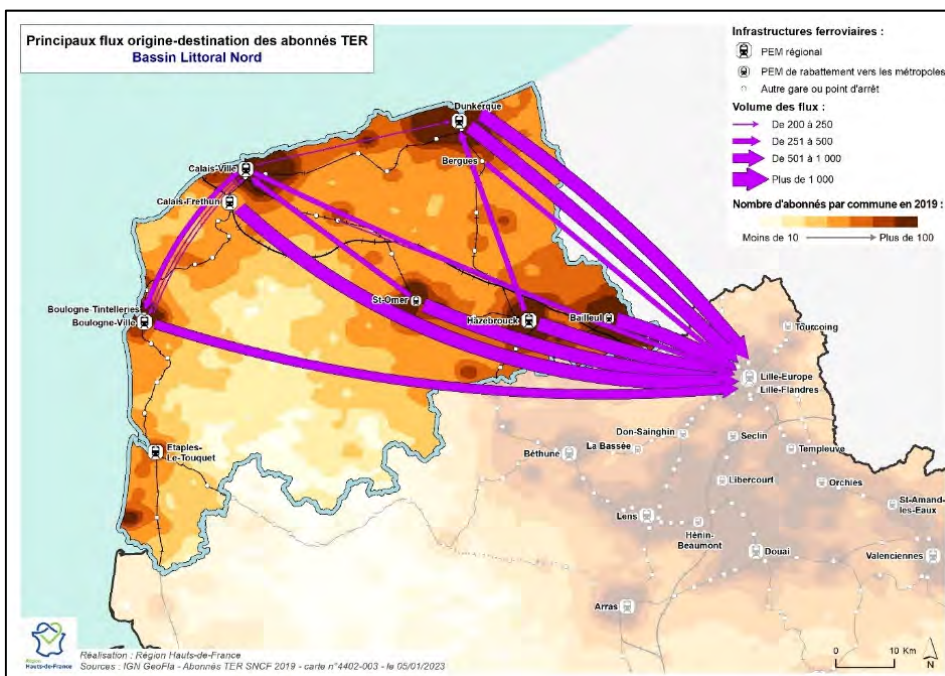 Principaux flux origine-destination des abonnés TER
Bassin Littoral Nord
Infrastructures ferroviaires :
PEM régional
PEM de rabattement vers les métropoles
Autre gare ou point d'arrêt
Volume des flux :
De 200 à 250
De 251 à 500
De 501 à 1 000
Plus de 1 000
Nombre d'abonnés par commune en 2019 :
Moins de 10
Plus de 100
Dunkerque
Bergues
Calais-Ville
Calais-Frethun
Boulogne-Tintelleries
Boulogne-Ville
St-Omer
Hazebrouck
Bailleul
Tourcoing
Lille-Europe
Lille-Flandres
Etaples-
Le-Touquet
Don-Sainghin
La Bassée
Béthune
Seclin
Templeuve
Libercourt
Orchies
St-Amand-
les-Eaux
Lens
Hénin-
Beaumont
Douai
Valenciennes
Arras
Région
Hauts-de-France
Réalisation : Région Hauts-de-France
Sources : IGN GeoFla - Abonnés TER SNCF 2019 - carte n°4402-003 - le 05/01/2023
0 10 Km
N